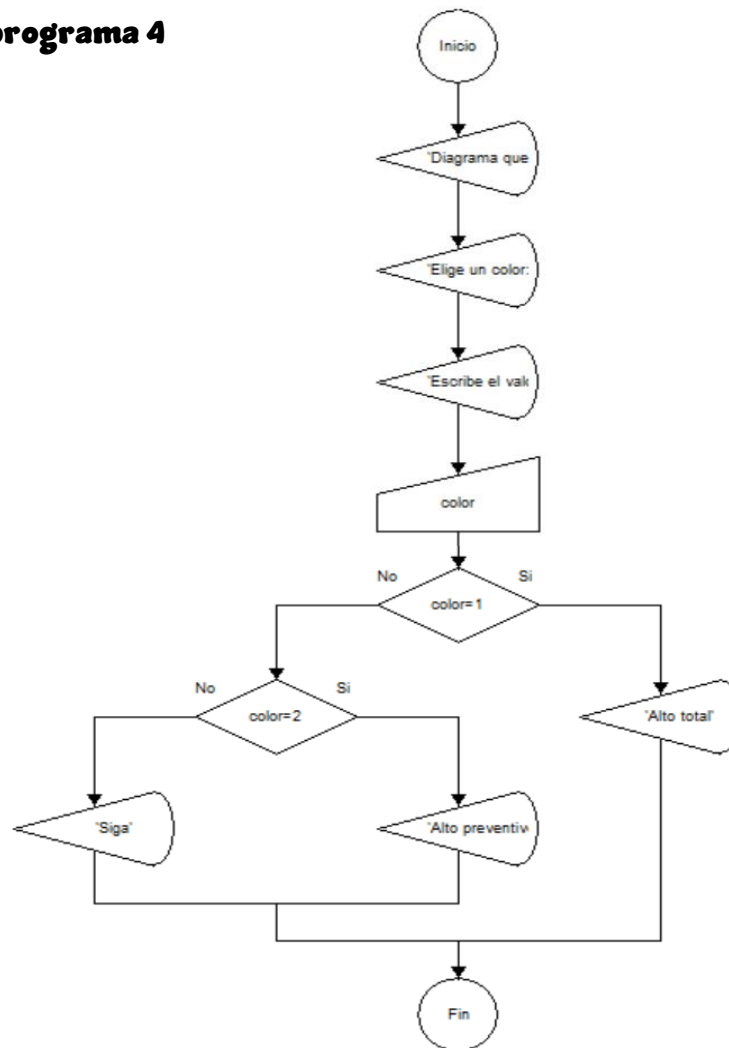 programa 4
Inicio
'Diagrama que
'Elige un color:
'Escribe el valo
color
No
Si
color=1
No
Si
color=2
'Alto total'
'Siga'
'Alto preventiv
Fin